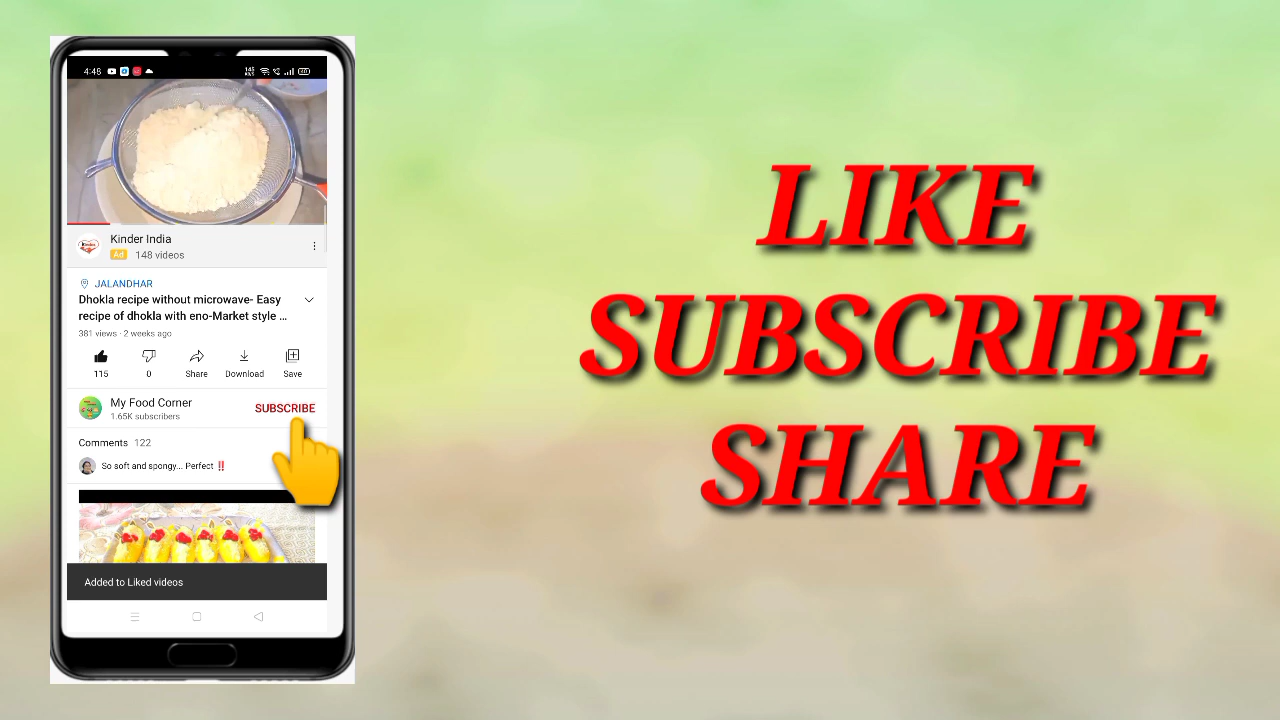 4:48
Kinder India
Ad 148 videos
JALANDHAR
Dhokla recipe without microwave- Easy
recipe of dhokla with eno-Market style ...
381 views · 2 weeks ago
115 0 Share Download Save
My Food Corner
SUBSCRIBE
1.65K subscribers
Comments 122
So soft and spongy... Perfect ‼
Added to Liked videos
LIKE
SUBSCRIBE
SHARE